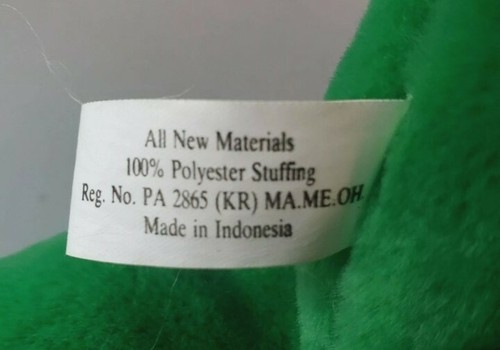 All New Materials
100% Polyester Stuffing
Reg. No. PA 2865 (KR) MA.ME.OH.
Made in Indonesia